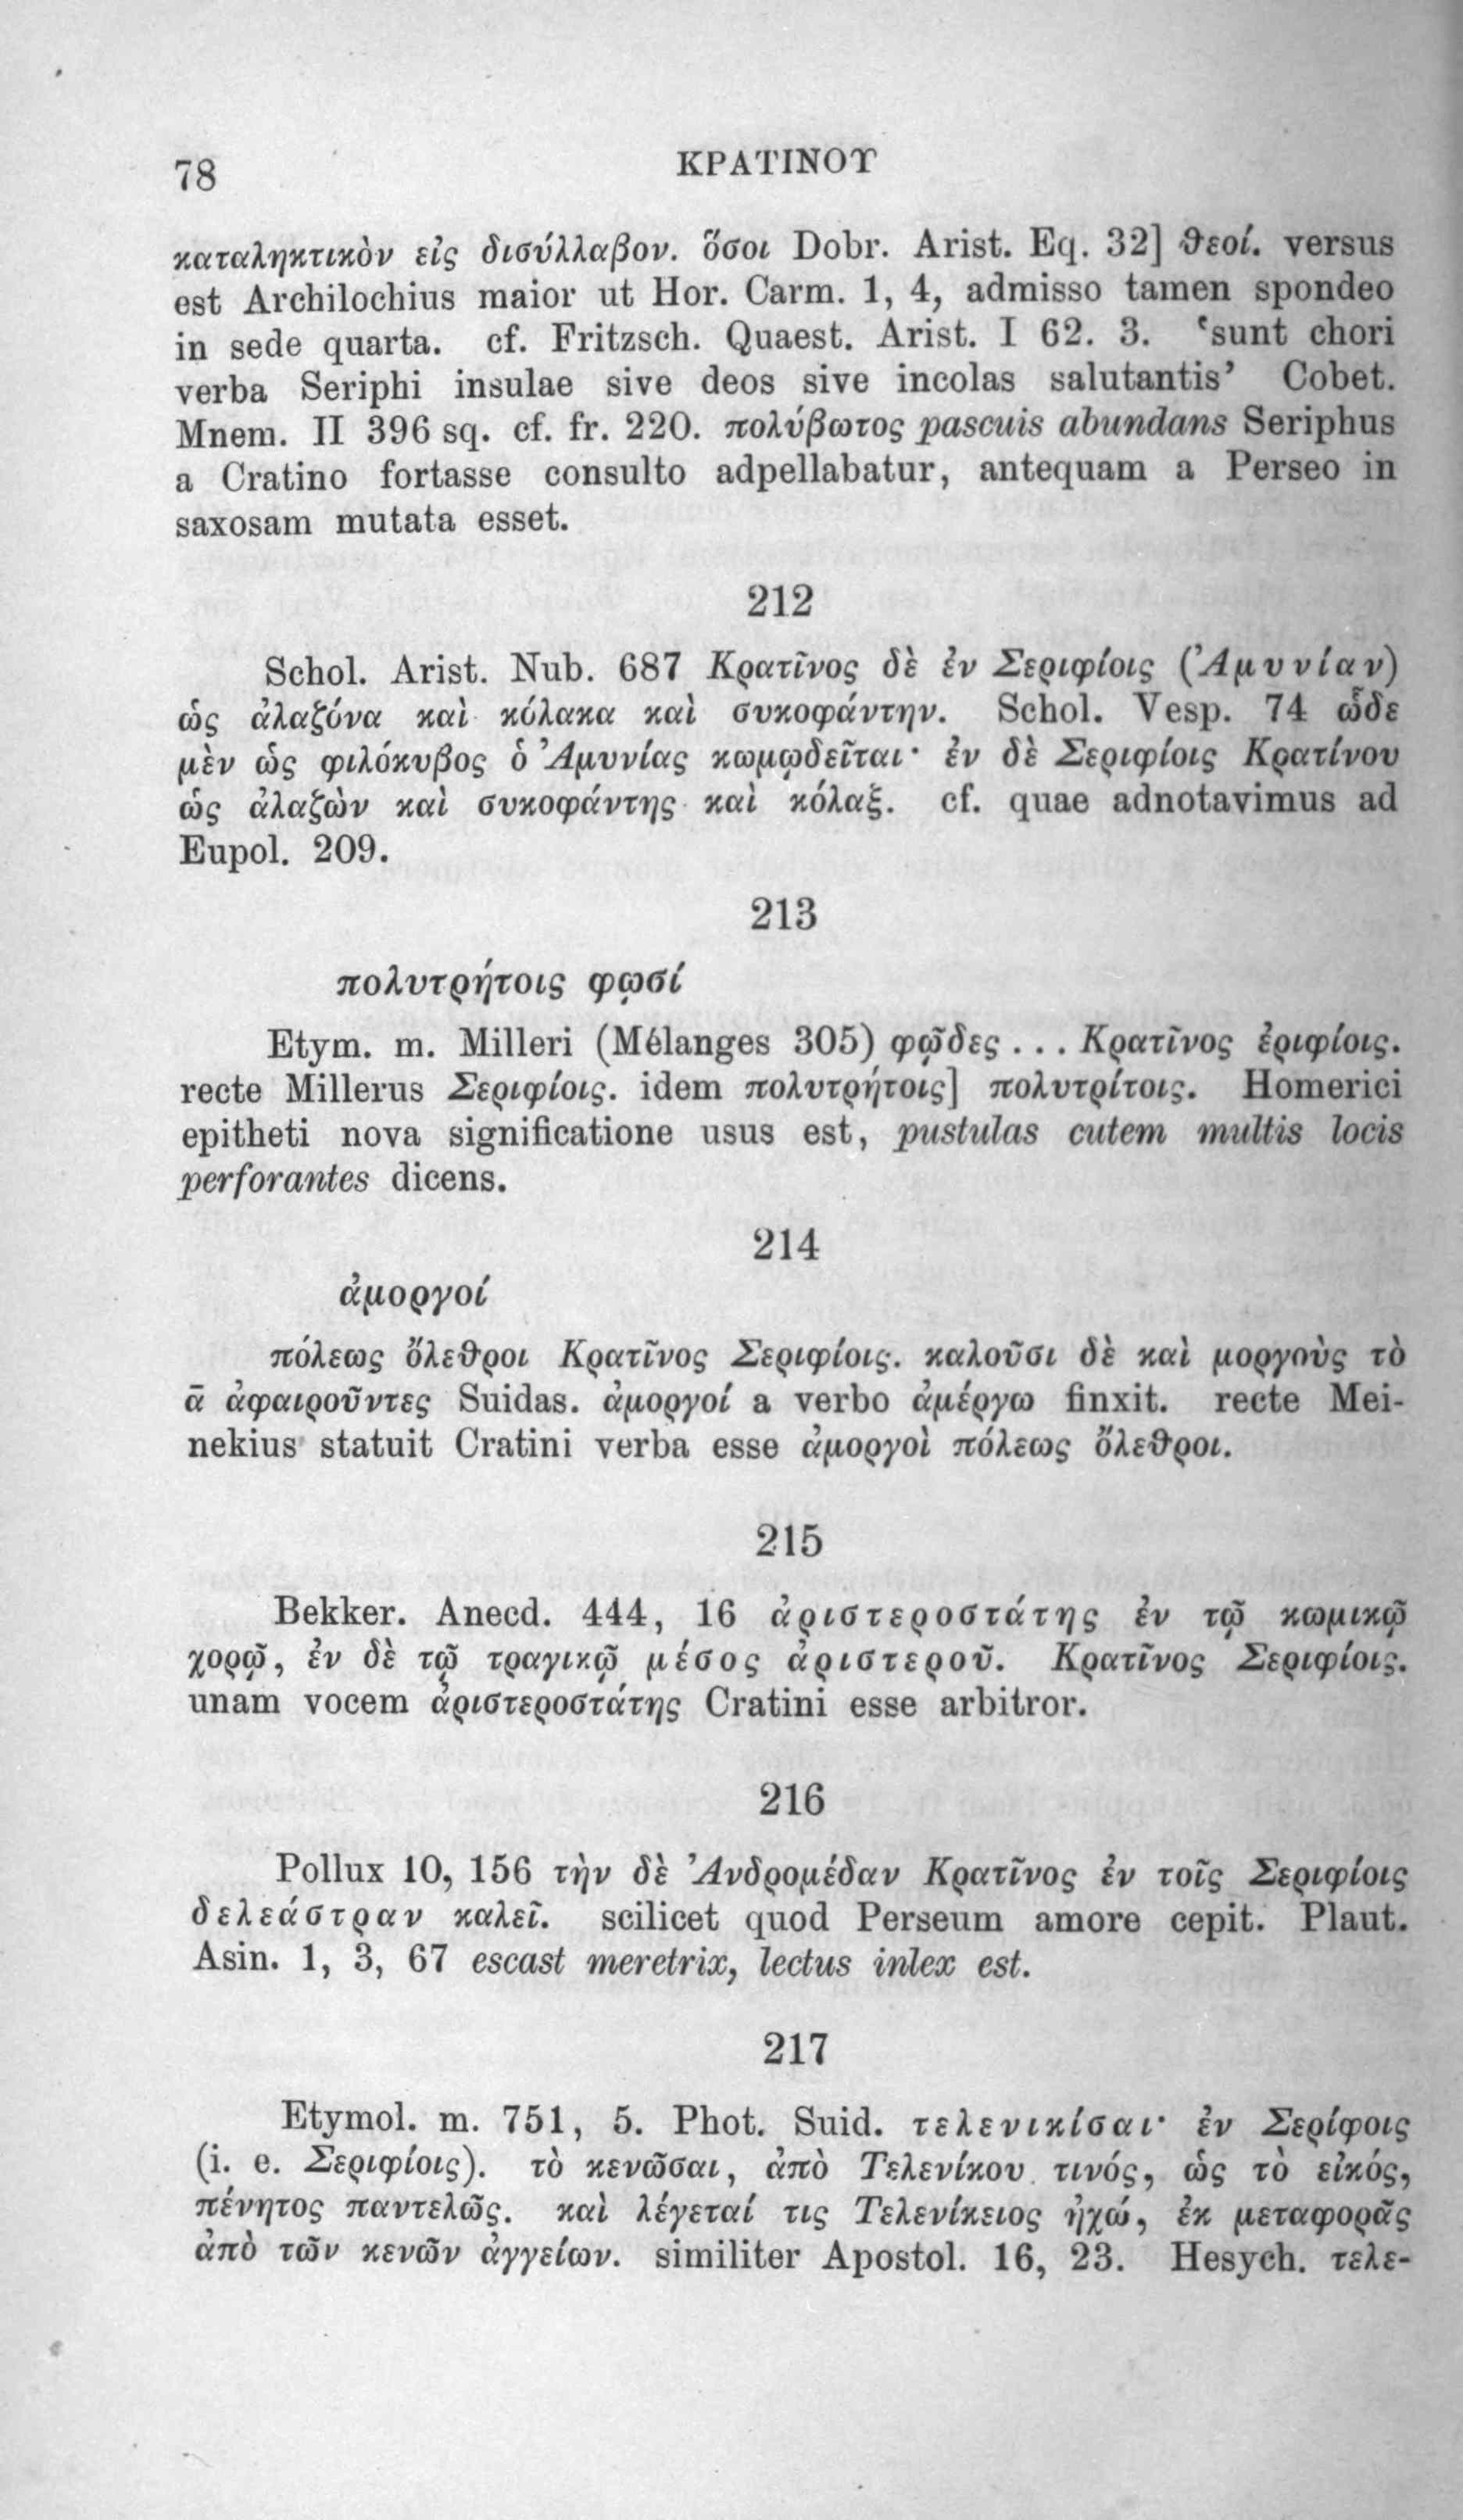 78
ΚΡΑΤΙΝΟΥ
καταληκτικὸν εἰς δισύλλαβον. ὅσοι Dobr. Arist. Eq. 32] θεοί. versus
est Archilochius maior ut Hor. Carm. 1, 4, admisso tamen spondeo
in sede quarta. cf. Fritzsch. Quaest. Arist. I 62. 3. ‘sunt chori
verba Seriphi insulae sive deos sive incolas salutantis’ Cobet.
Mnem. II 396 sq. cf. fr. 220. πολύβωτος pascuis abundans Seriphus
a Cratino fortasse consulto adpellabatur, antequam a Perseo in
saxosam mutata esset.
212
Schol. Arist. Nub. 687 Κρατῖνος δὲ ἐν Σεριφίοις (Ἀμυνίαν)
ὡς ἀλαζόνα καὶ κόλακα καὶ συκοφάντην. Schol. Vesp. 74 ὧδε
μὲν ὡς φιλόκυβος ὁ Ἀμυνίας κωμῳδεῖται· ἐν δὲ Σεριφίοις Κρατίνου
ὡς ἀλαζὼν καὶ συκοφάντης καὶ κόλαξ. cf. quae adnotavimus ad
Eupol. 209.
213
πολυτρήτοις φῳσί
Etym. m. Milleri (Mélanges 305) φῷδες ... Κρατῖνος ἐριφίοις.
recte Millerus Σεριφίοις. idem πολυτρήτοις] πολυτρίτοις. Homerici
epitheti nova significatione usus est, pustulas cutem multis locis
perforantes dicens.
214
ἀμοργοί
πόλεως ὄλεθροι Κρατῖνος Σεριφίοις. καλοῦσι δὲ καὶ μοργοὺς τὸ
ᾱ ἀφαιροῦντες Suidas. ἀμοργοί a verbo ἀμέργω finxit. recte Mei-
nekius statuit Cratini verba esse ἀμοργοὶ πόλεως ὄλεθροι.
215
Bekker. Anecd. 444, 16 ἀριστεροστάτης ἐν τῷ κωμικῷ
χορῷ, ἐν δὲ τῷ τραγικῷ μέσος ἀριστεροῦ. Κρατῖνος Σεριφίοις.
unam vocem ἀριστεροστάτης Cratini esse arbitror.
216
Pollux 10, 156 τὴν δὲ Ἀνδρομέδαν Κρατῖνος ἐν τοῖς Σεριφίοις
δελεάστραν καλεῖ. scilicet quod Perseum amore cepit. Plaut.
Asin. 1, 3, 67 escast meretrix, lectus inlex est.
217
Etymol. m. 751, 5. Phot. Suid. τελενικίσαι· ἐν Σερίφοις
(i. e. Σεριφίοις). τὸ κενῶσαι, ἀπὸ Τελενίκου τινός, ὡς τὸ εἰκός,
πένητος παντελῶς. καὶ λέγεταί τις Τελενίκειος ἠχώ, ἐκ μεταφορᾶς
ἀπὸ τῶν κενῶν ἀγγείων. similiter Apostol. 16, 23. Hesych. τελε-